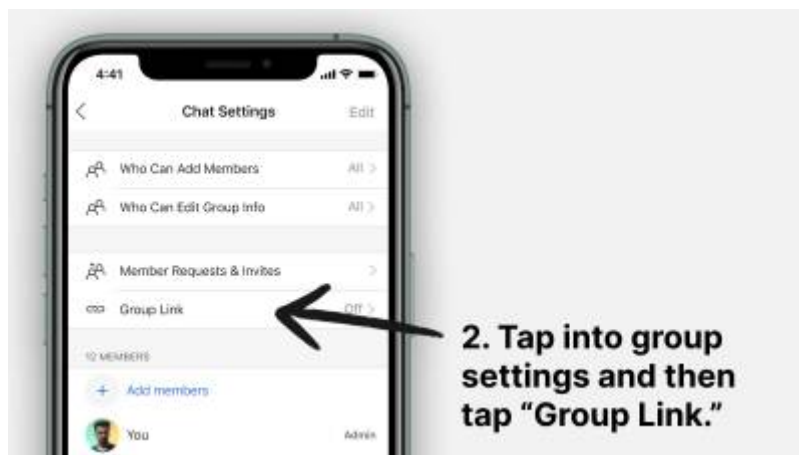 4:41
Chat Settings Edit
Who Can Add Members All
Who Can Edit Group Info All
Member Requests & Invites
Group Link Off
12 MEMBERS
+ Add members
You Admin
2. Tap into group
settings and then
tap “Group Link.”